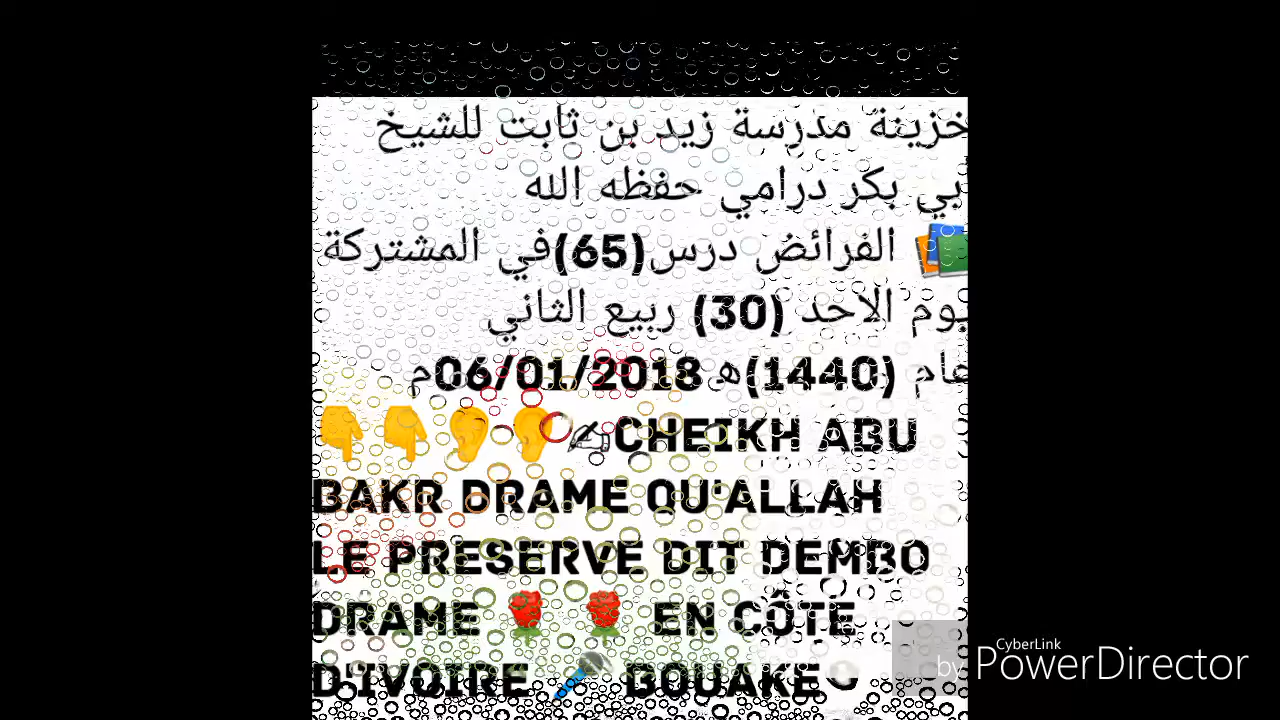 خزينة مدرسة زيد بن ثابت للشيخ
بي بكر درامي حفظه الله
📚 الفرائض درس(65)في المشتركة
يوم الاحد (30) ربيع الثاني
عام (1440)ه 06/01/2018م
👇👇👂👂✍CHEIKH ABU
BAKR DRAME QU'ALLAH
LE PRESERVE DIT DEMBO
DRAME 🌹 🌹 EN CÔTE
D'IVOIRE 🎤 BOUAKE
CyberLink
by PowerDirector